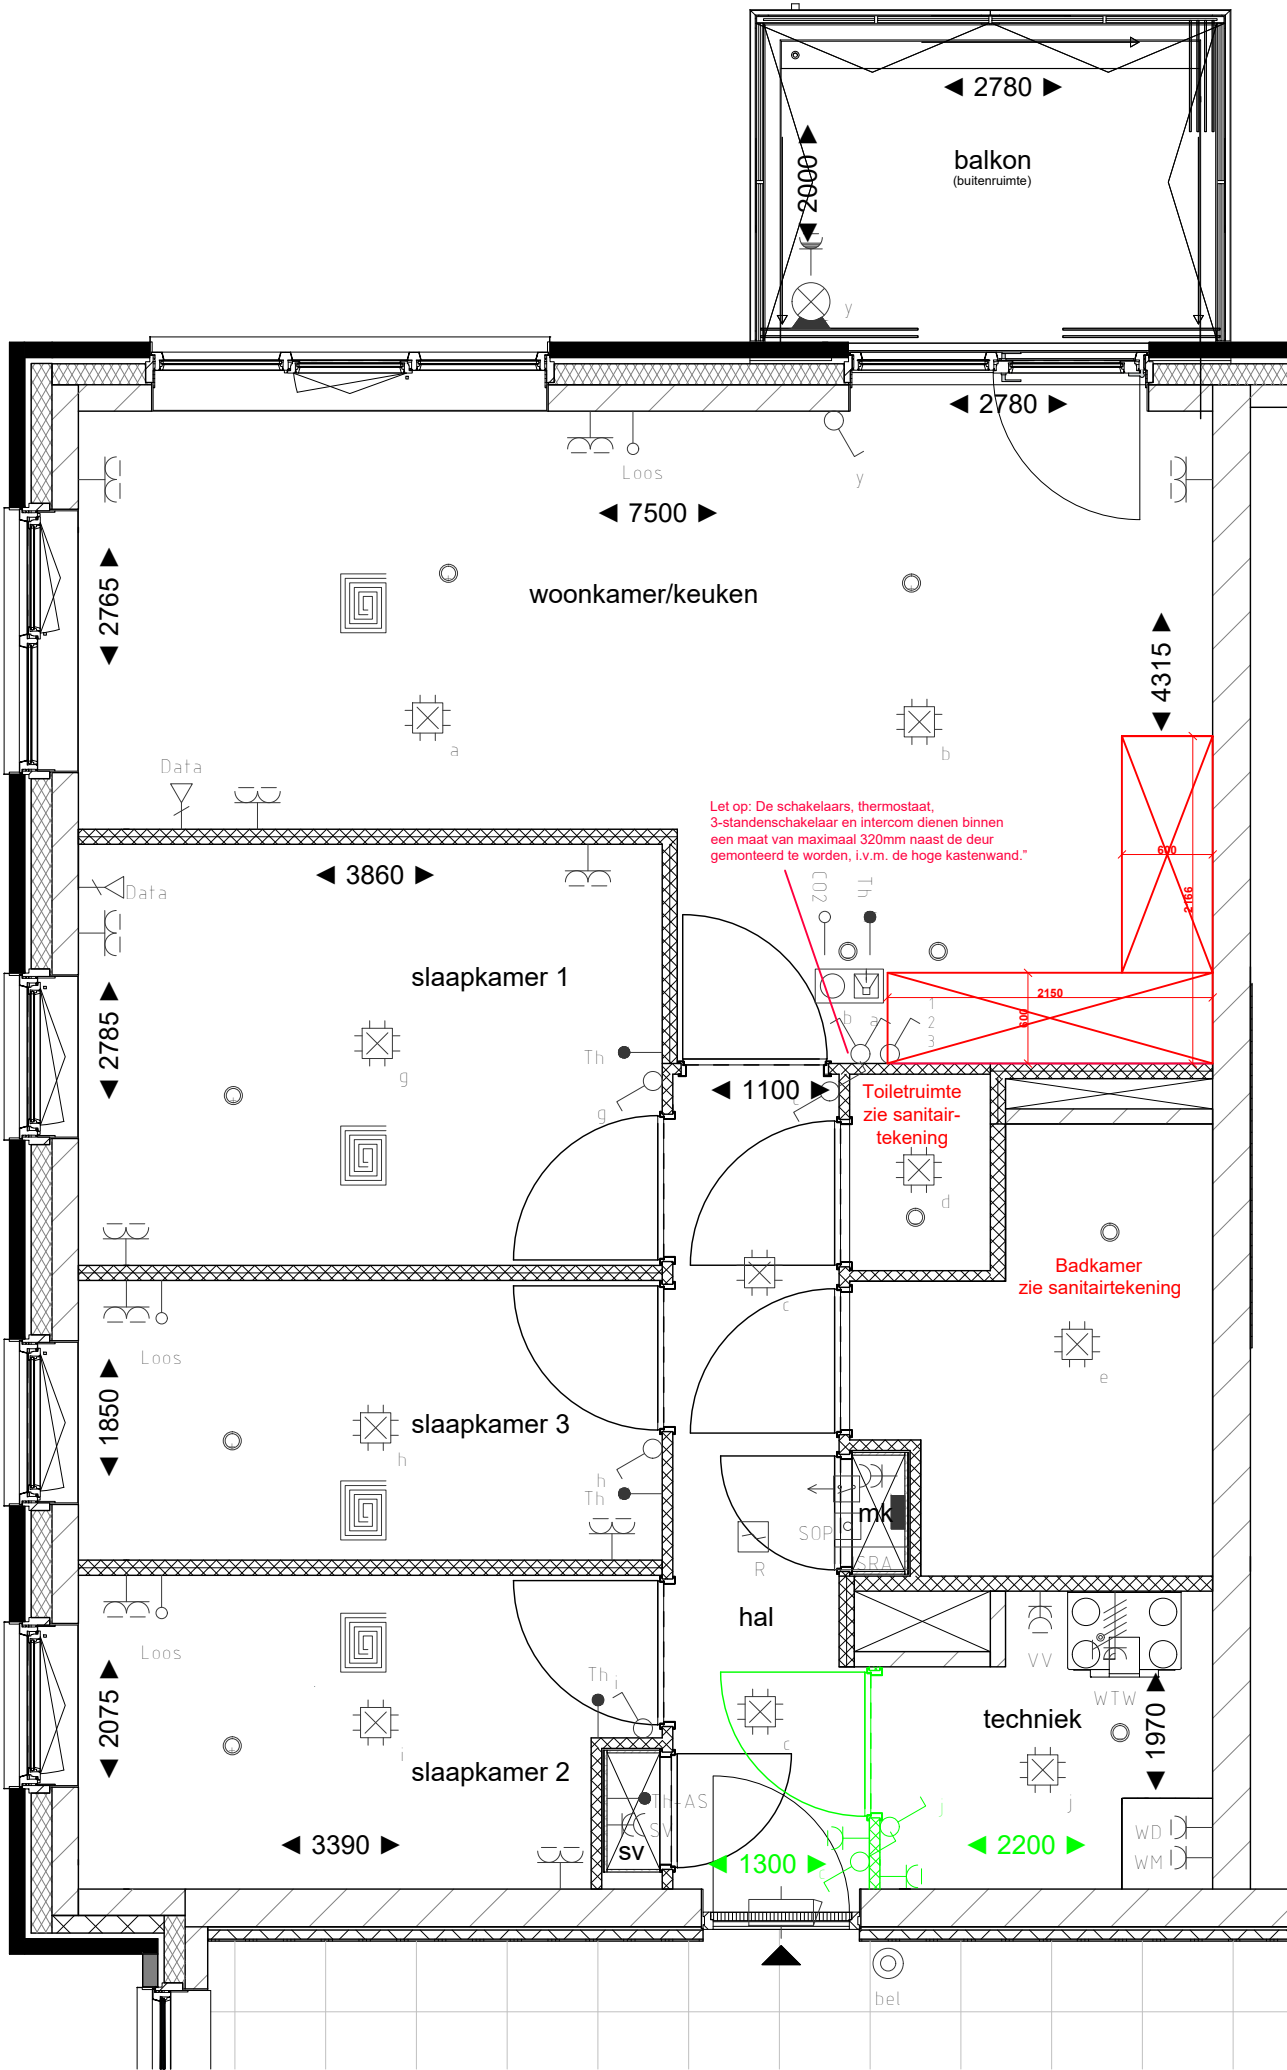 2780
2000
balkon
(buitenruimte)
y
2780
Loos
y
7500
2765
woonkamer/keuken
4315
a
b
Data
Let op: De schakelaars, thermostaat,
3-standenschakelaar en intercom dienen binnen
een maat van maximaal 320mm naast de deur
gemonteerd te worden, i.v.m. de hoge kastenwand."
600
2166
3860
Data
CO2
Th
slaapkamer 1
2785
2150
600
b
a
1
2
3
g
Th
g
1100
Toiletruimte
zie sanitair-
tekening
d
Badkamer
zie sanitairtekening
c
e
Loos
1850
slaapkamer 3
h
h
Th
mk
SOP
SRA
R
hal
VV
WTW
Loos
2075
Th
i
i
slaapkamer 2
c
techniek
1970
j
j
Th-AS
SV
sv
3390
1300
c
2200
WD
WM
bel